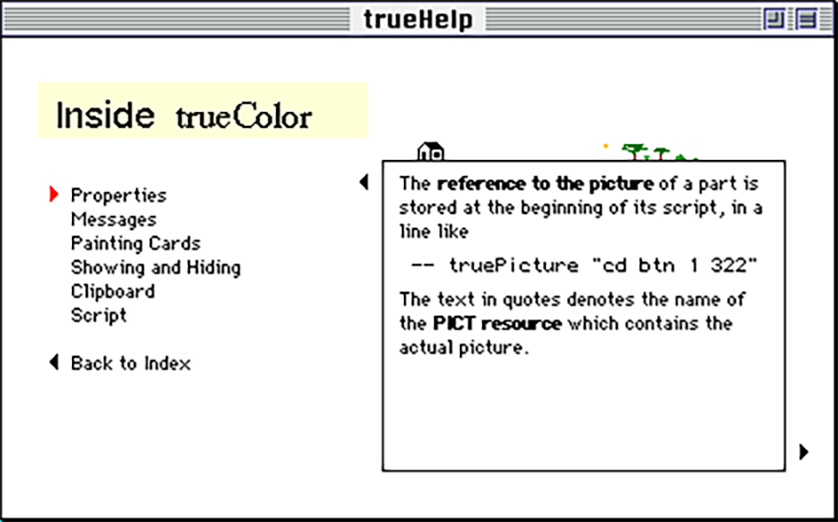 trueHelp
Inside trueColor
Properties
Messages
Painting Cards
Showing and Hiding
Clipboard
Script
Back to Index
The reference to the picture of a part is
stored at the beginning of its script, in a
line like
-- truePicture "cd btn 1 322"
The text in quotes denotes the name of
the PICT resource which contains the
actual picture.